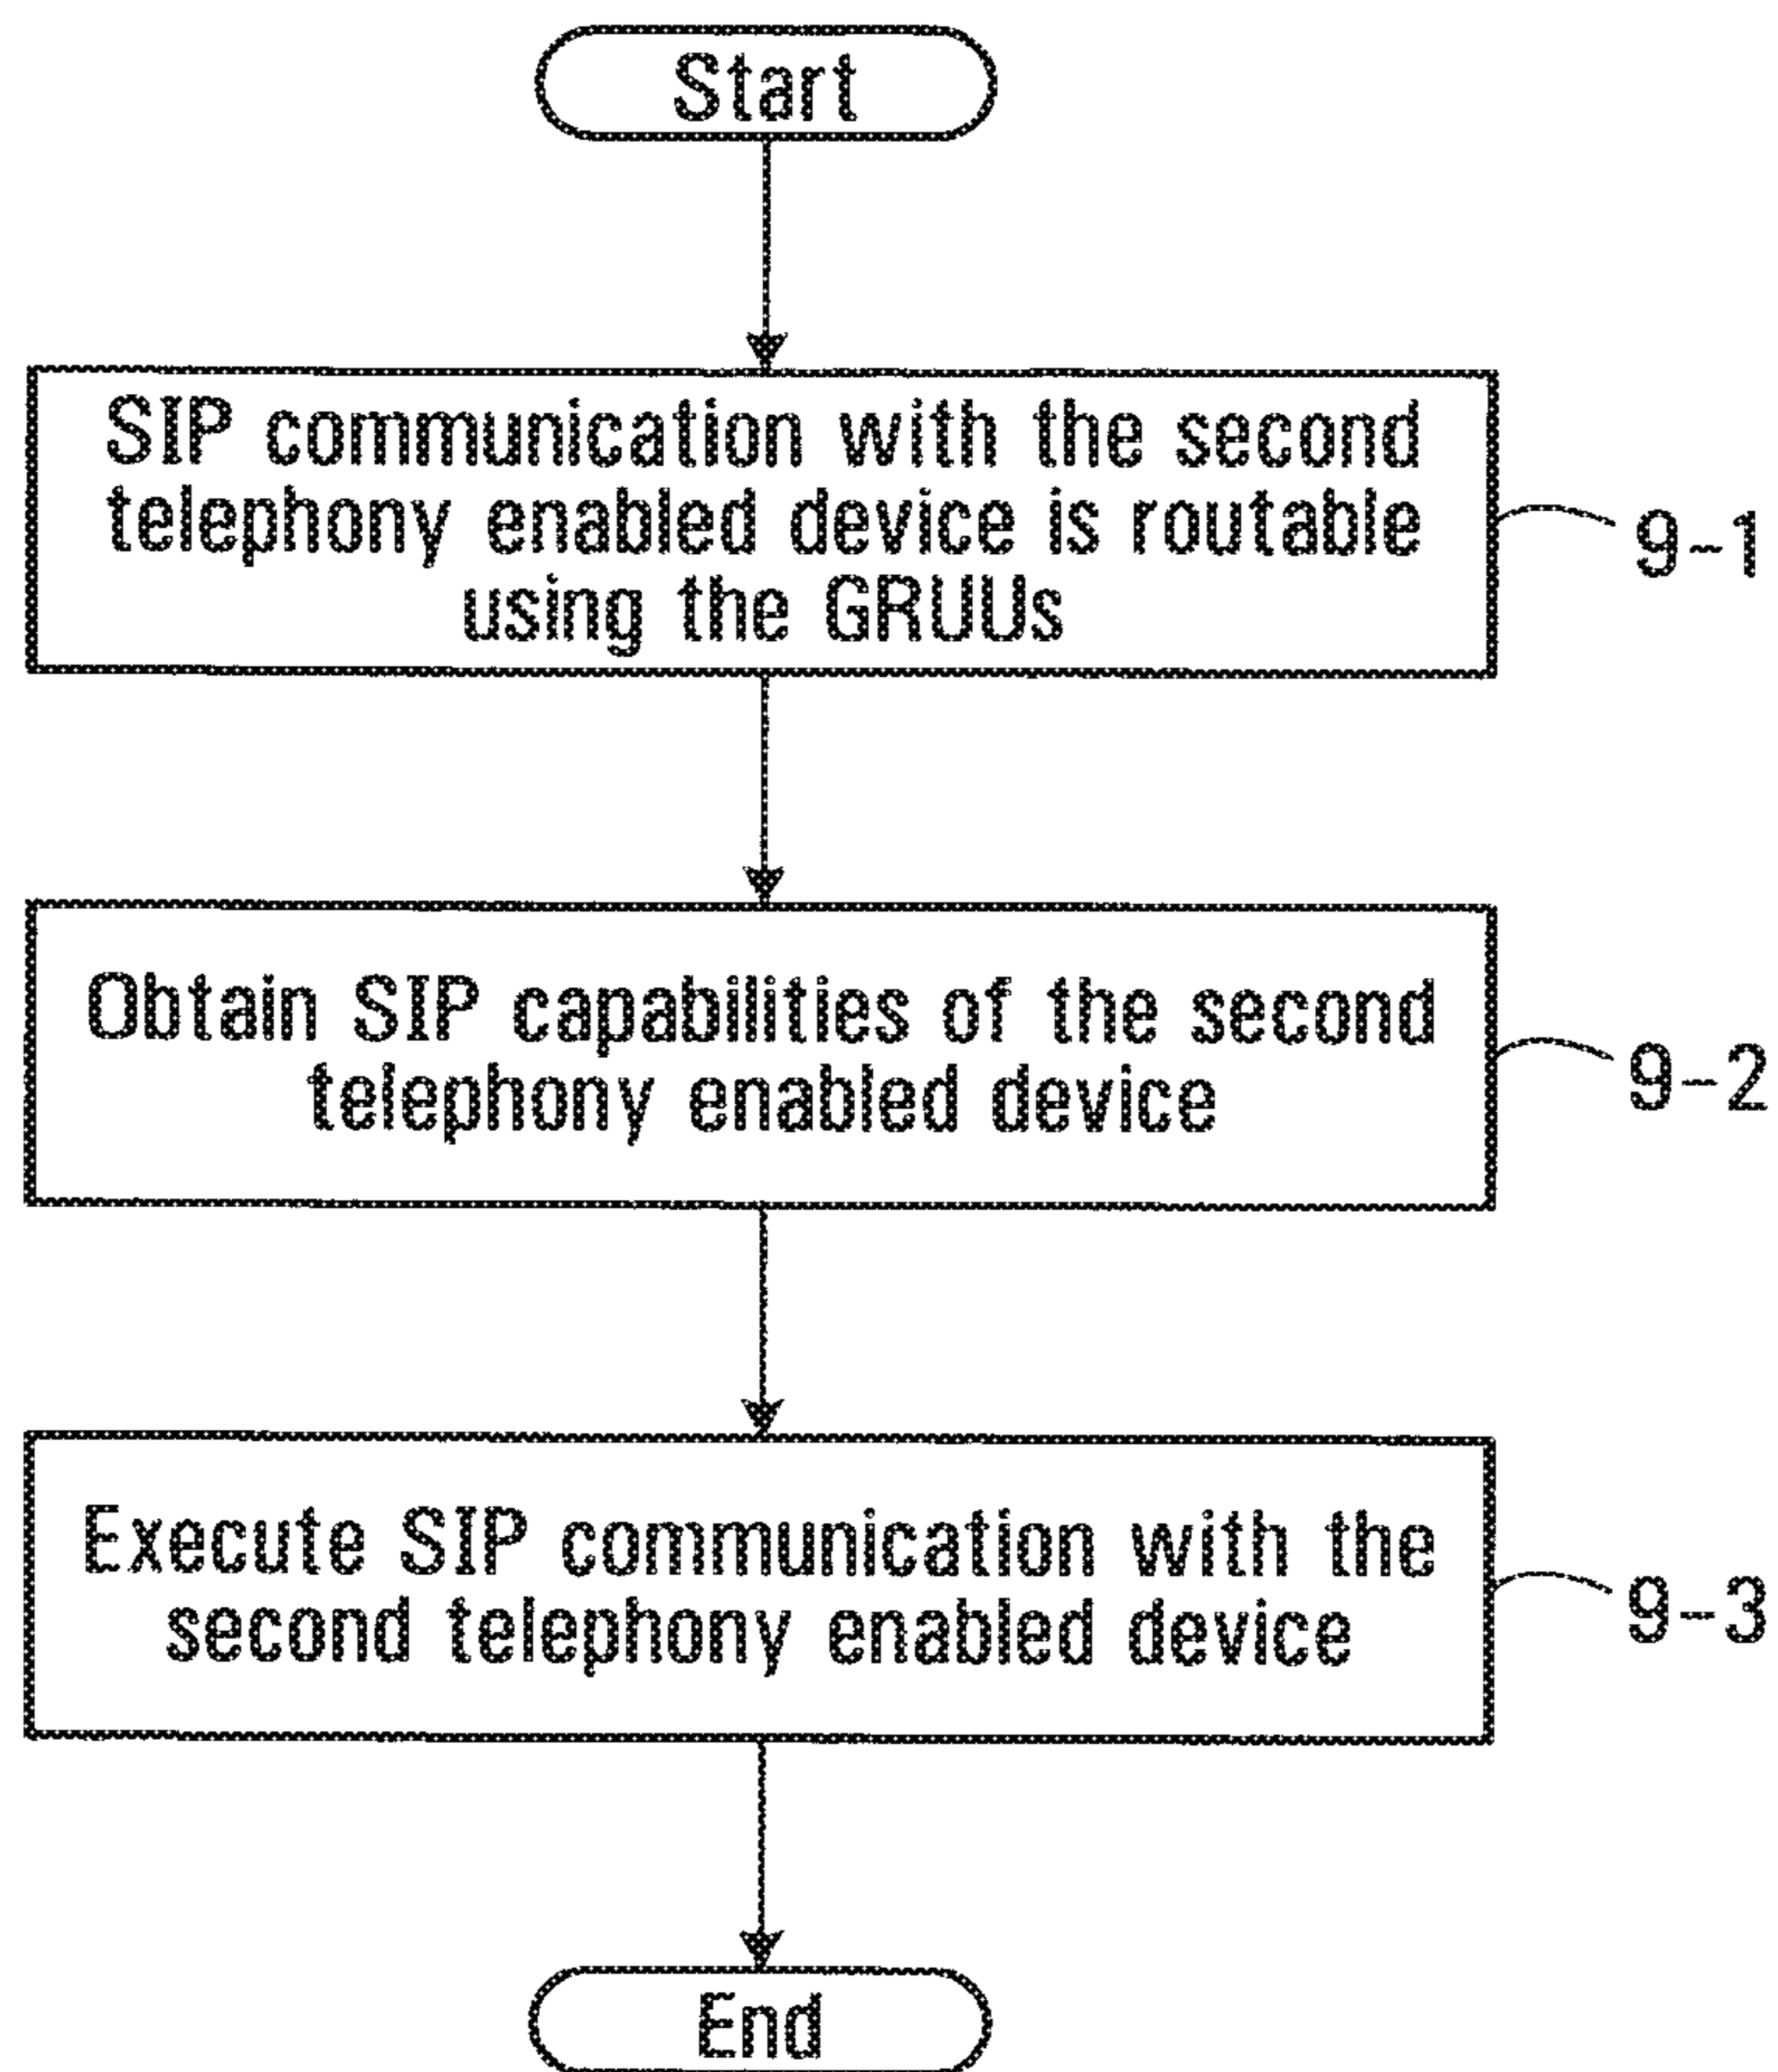 Start
SIP communication with the second
telephony enabled device is routable
using the GRUUs
9-1
Obtain SIP capabilities of the second
telephony enabled device
9-2
Execute SIP communication with the
second telephony enabled device
9-3
End